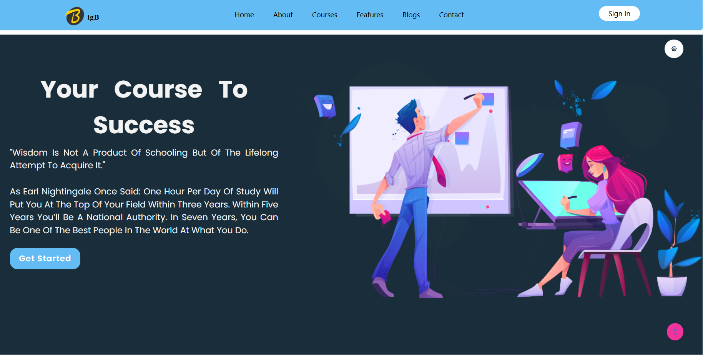 B Ig.B
Home About Courses Features Blogs Contact
Sign In
Your Course To
Success
"Wisdom Is Not A Product Of Schooling But Of The Lifelong
Attempt To Acquire It."
As Earl Nightingale Once Said: One Hour Per Day Of Study Will
Put You At The Top Of Your Field Within Three Years. Within Five
Years You'll Be A National Authority. In Seven Years, You Can
Be One Of The Best People In The World At What You Do.
Get Started